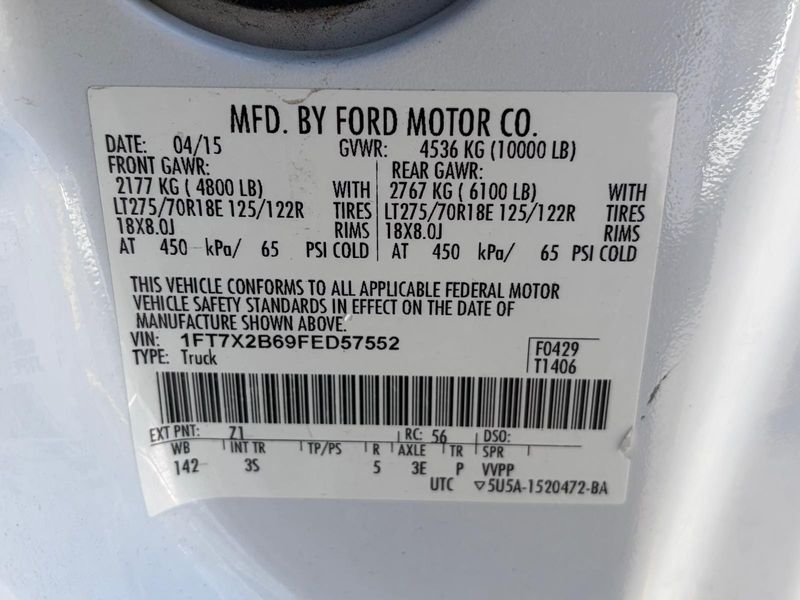 MFD. BY FORD MOTOR CO.
DATE: 04/15 GVWR: 4536 KG (10000 LB)
FRONT GAWR: REAR GAWR:
2177 KG ( 4800 LB) WITH 2767 KG ( 6100 LB) WITH
LT275/70R18E 125/122R TIRES LT275/70R18E 125/122R TIRES
18X8.0J RIMS 18X8.0J RIMS
AT 450 kPa/ 65 PSI COLD AT 450 kPa/ 65 PSI COLD
THIS VEHICLE CONFORMS TO ALL APPLICABLE FEDERAL MOTOR
VEHICLE SAFETY STANDARDS IN EFFECT ON THE DATE OF
MANUFACTURE SHOWN ABOVE.
VIN: 1FT7X2B69FED57552 F0429
TYPE: Truck T1406
EXT PNT: Z1 RC: 56 DSO:
WB INT TR TP/PS R AXLE TR SPR
142 3S 5 3E P VVPP
UTC ▽5U5A-1520472-BA